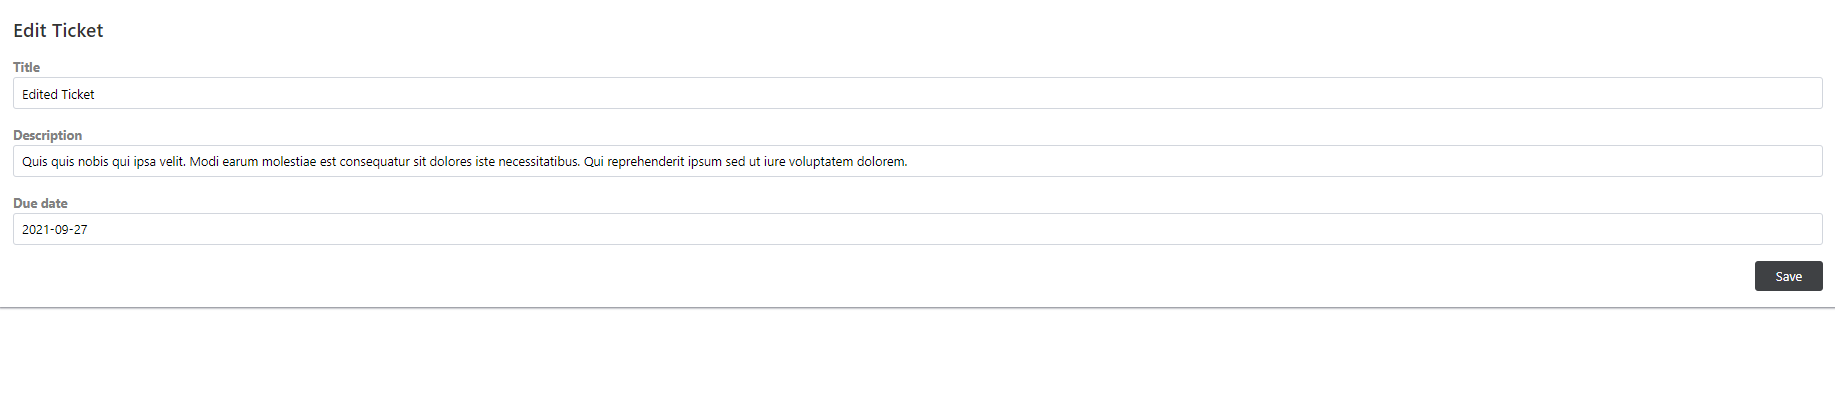 Edit Ticket
Title
Edited Ticket
Description
Quis quis nobis qui ipsa velit. Modi earum molestiae est consequatur sit dolores iste necessitatibus. Qui reprehenderit ipsum sed ut iure voluptatem dolorem.
Due date
2021-09-27
Save